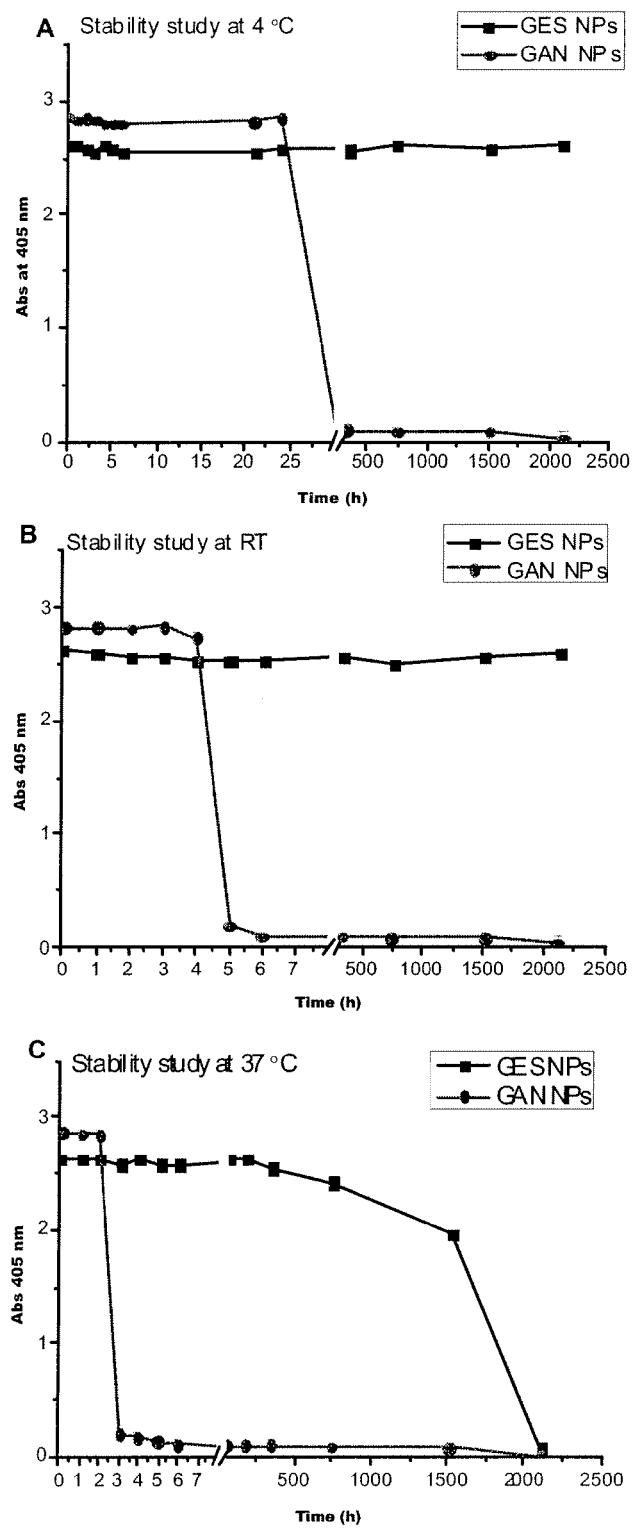 A
Stability study at 4 °C
GES NPs
GAN NPs
3
2
1
0
Abs at 405 nm
0 5 10 15 20 25 500 1000 1500 2000 2500
Time (h)
B
Stability study at RT
GES NPs
GAN NPs
3
2
1
0
Abs 405 nm
0 1 2 3 4 5 6 7 500 1000 1500 2000 2500
Time (h)
C
Stability study at 37 °C
GES NPs
GAN NPs
3
2
1
0
Abs 405 nm
0 1 2 3 4 5 6 7 500 1000 1500 2000 2500
Time (h)